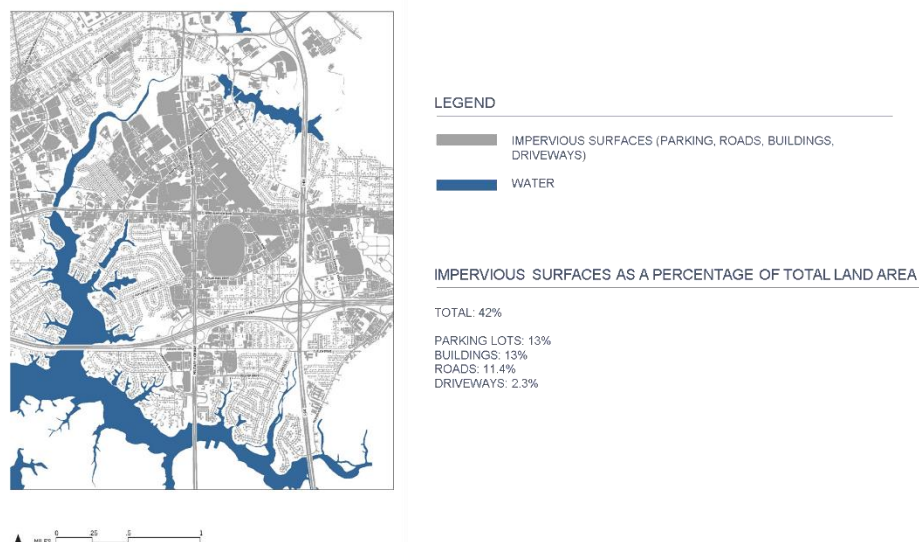 LEGEND
IMPERVIOUS SURFACES (PARKING, ROADS, BUILDINGS,
DRIVEWAYS)
WATER
IMPERVIOUS SURFACES AS A PERCENTAGE OF TOTAL LAND AREA
TOTAL: 42%
PARKING LOTS: 13%
BUILDINGS: 13%
ROADS: 11.4%
DRIVEWAYS: 2.3%
MILES 0 .25 .5 1